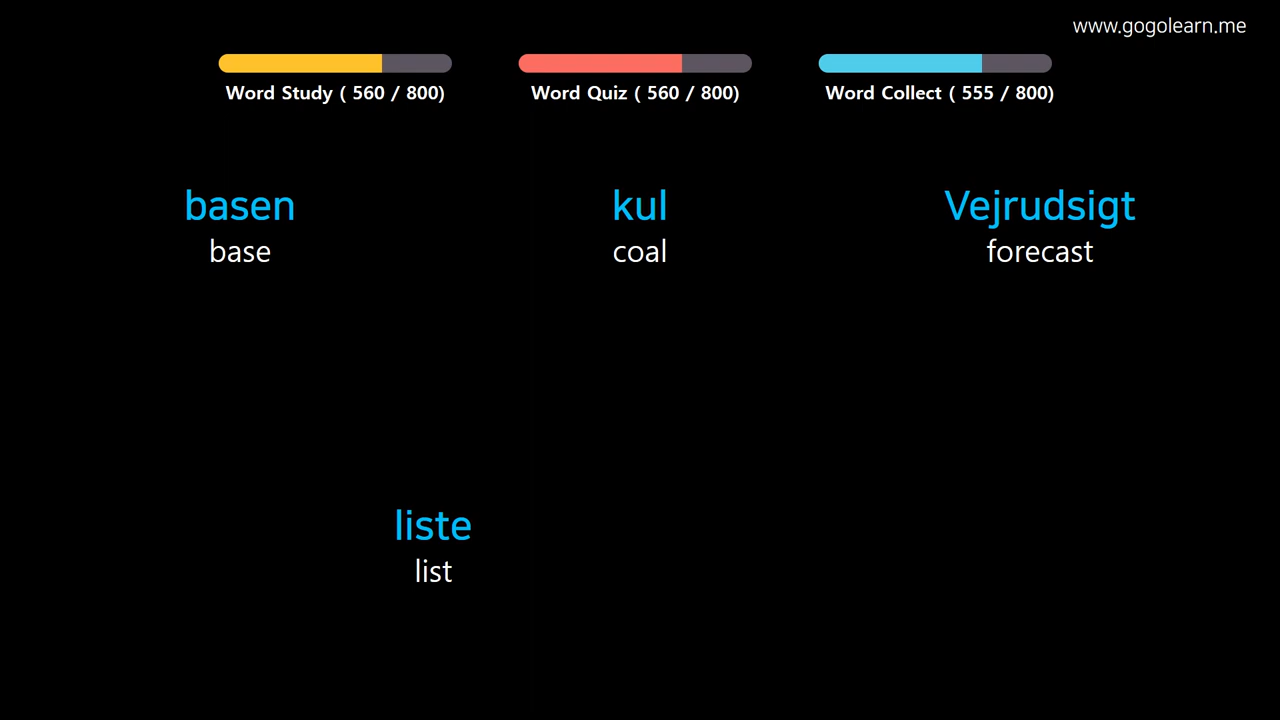 www.gogolearn.me
Word Study ( 560 / 800)
Word Quiz ( 560 / 800)
Word Collect ( 555 / 800)
basen
base
kul
coal
Vejrudsigt
forecast
liste
list